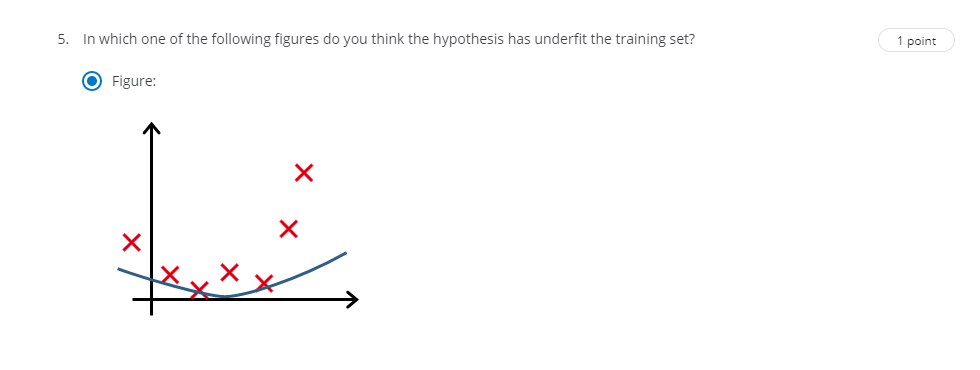 5. In which one of the following figures do you think the hypothesis has underfit the training set?
1 point
Figure: